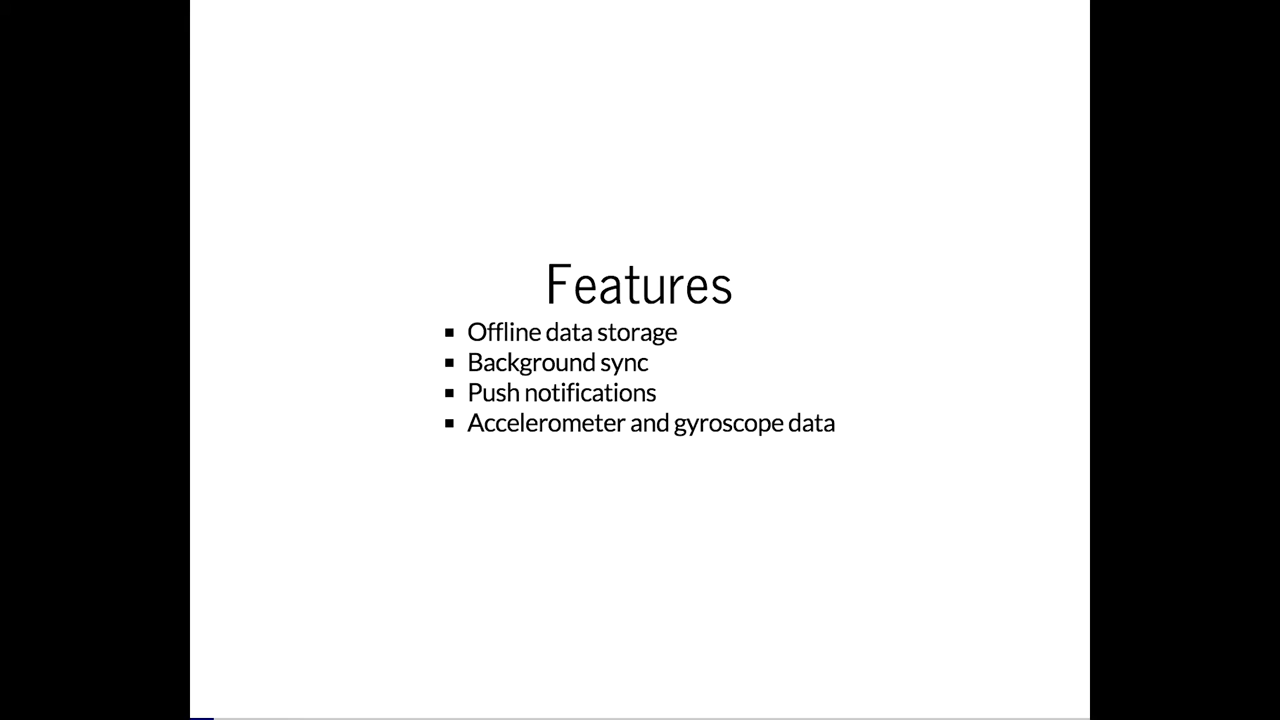 Features
Offline data storage
Background sync
Push notifications
Accelerometer and gyroscope data